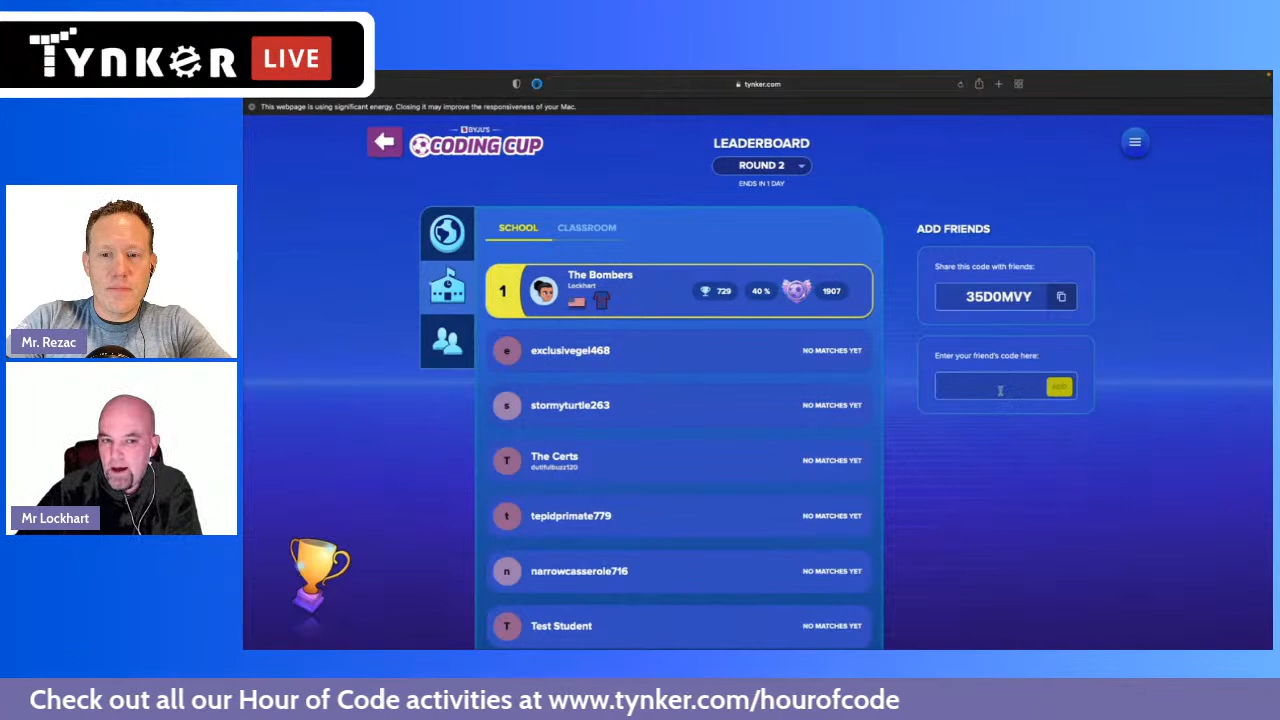 TYNKER LIVE
tynker.com
This webpage is using significant energy. Closing it may improve the responsiveness of your Mac.
BYJU'S
CODING CUP
LEADERBOARD
ROUND 2
ENDS IN 1 DAY
SCHOOL CLASSROOM
1 The Bombers 729 40 % 1907
Lockhart
e exclusivegel468 NO MATCHES YET
s stormyturtle263 NO MATCHES YET
T The Certs NO MATCHES YET
dutifulbuzz120
t tepidprimate779 NO MATCHES YET
n narrowcasserole716 NO MATCHES YET
T Test Student NO MATCHES YET
ADD FRIENDS
Share this code with friends:
35D0MVY
Enter your friend's code here:
ADD
Mr. Rezac
Mr Lockhart
Check out all our Hour of Code activities at www.tynker.com/hourofcode